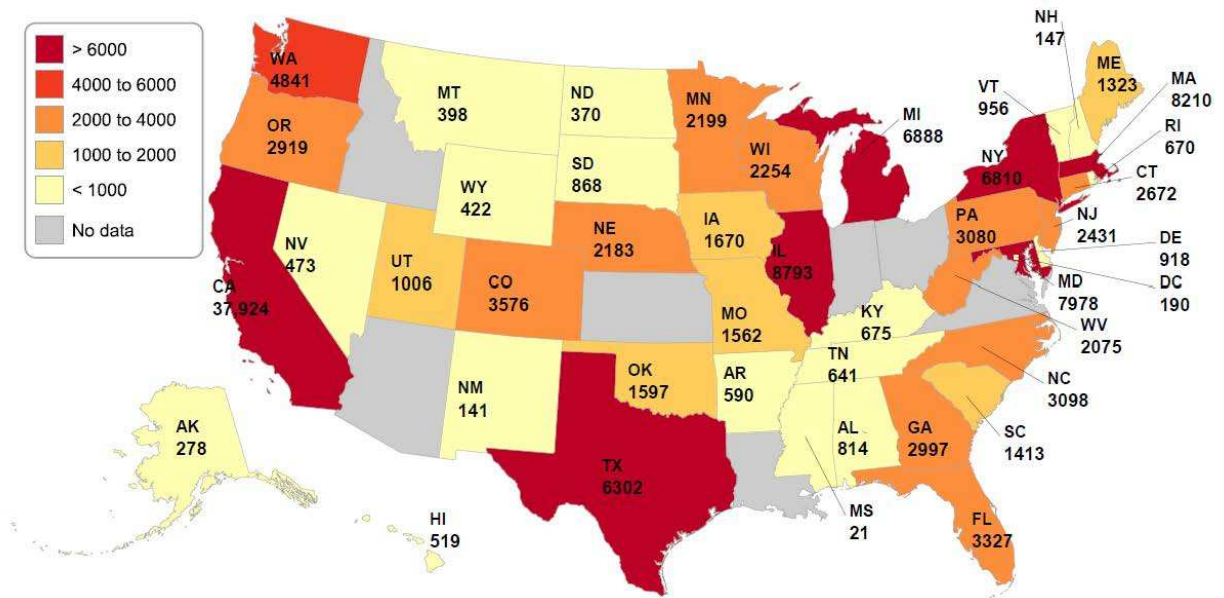 > 6000
4000 to 6000
2000 to 4000
1000 to 2000
< 1000
No data
WA
4841
OR
2919
CA
37,924
NV
473
MT
398
WY
422
UT
1006
CO
3576
NM
141
ND
370
SD
868
NE
2183
OK
1597
TX
6302
MN
2199
IA
1670
MO
1562
AR
590
WI
2254
IL
8793
MI
6888
KY
675
TN
641
MS
21
AL
814
GA
2997
FL
3327
SC
1413
NC
3098
WV
2075
PA
3080
NY
6810
VT
956
NH
147
ME
1323
MA
8210
RI
670
CT
2672
NJ
2431
DE
918
MD
7978
DC
190
AK
278
HI
519